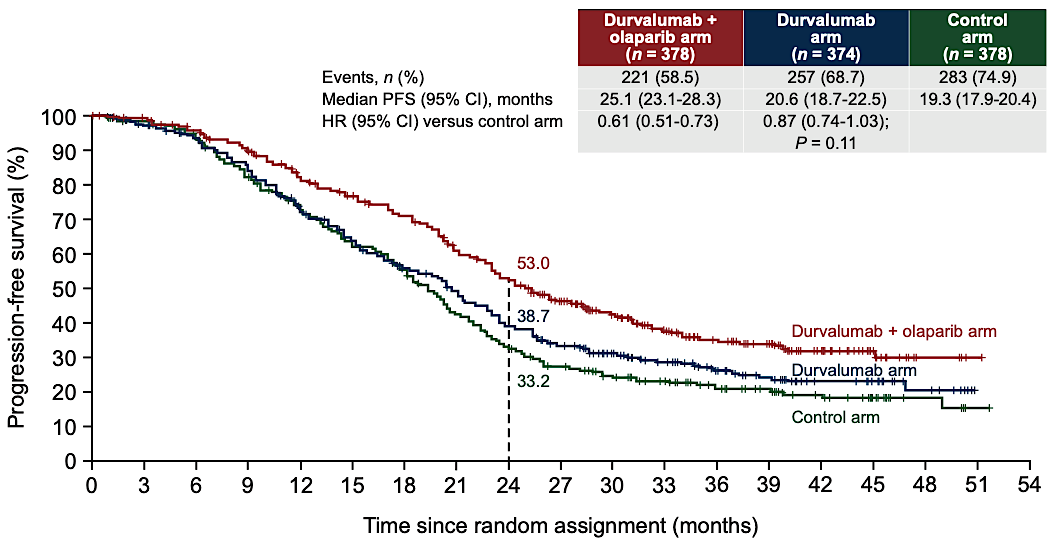 Durvalumab + olaparib arm (n = 378)
Durvalumab arm (n = 374)
Control arm (n = 378)
Events, n (%)
221 (58.5)
257 (68.7)
283 (74.9)
Median PFS (95% CI), months
25.1 (23.1-28.3)
20.6 (18.7-22.5)
19.3 (17.9-20.4)
HR (95% CI) versus control arm
0.61 (0.51-0.73)
0.87 (0.74-1.03);
P = 0.11
Progression-free survival (%)
100
90
80
70
60
50
40
30
20
10
0
53.0
38.7
33.2
Durvalumab + olaparib arm
Durvalumab arm
Control arm
0 3 6 9 12 15 18 21 24 27 30 33 36 39 42 45 48 51 54
Time since random assignment (months)